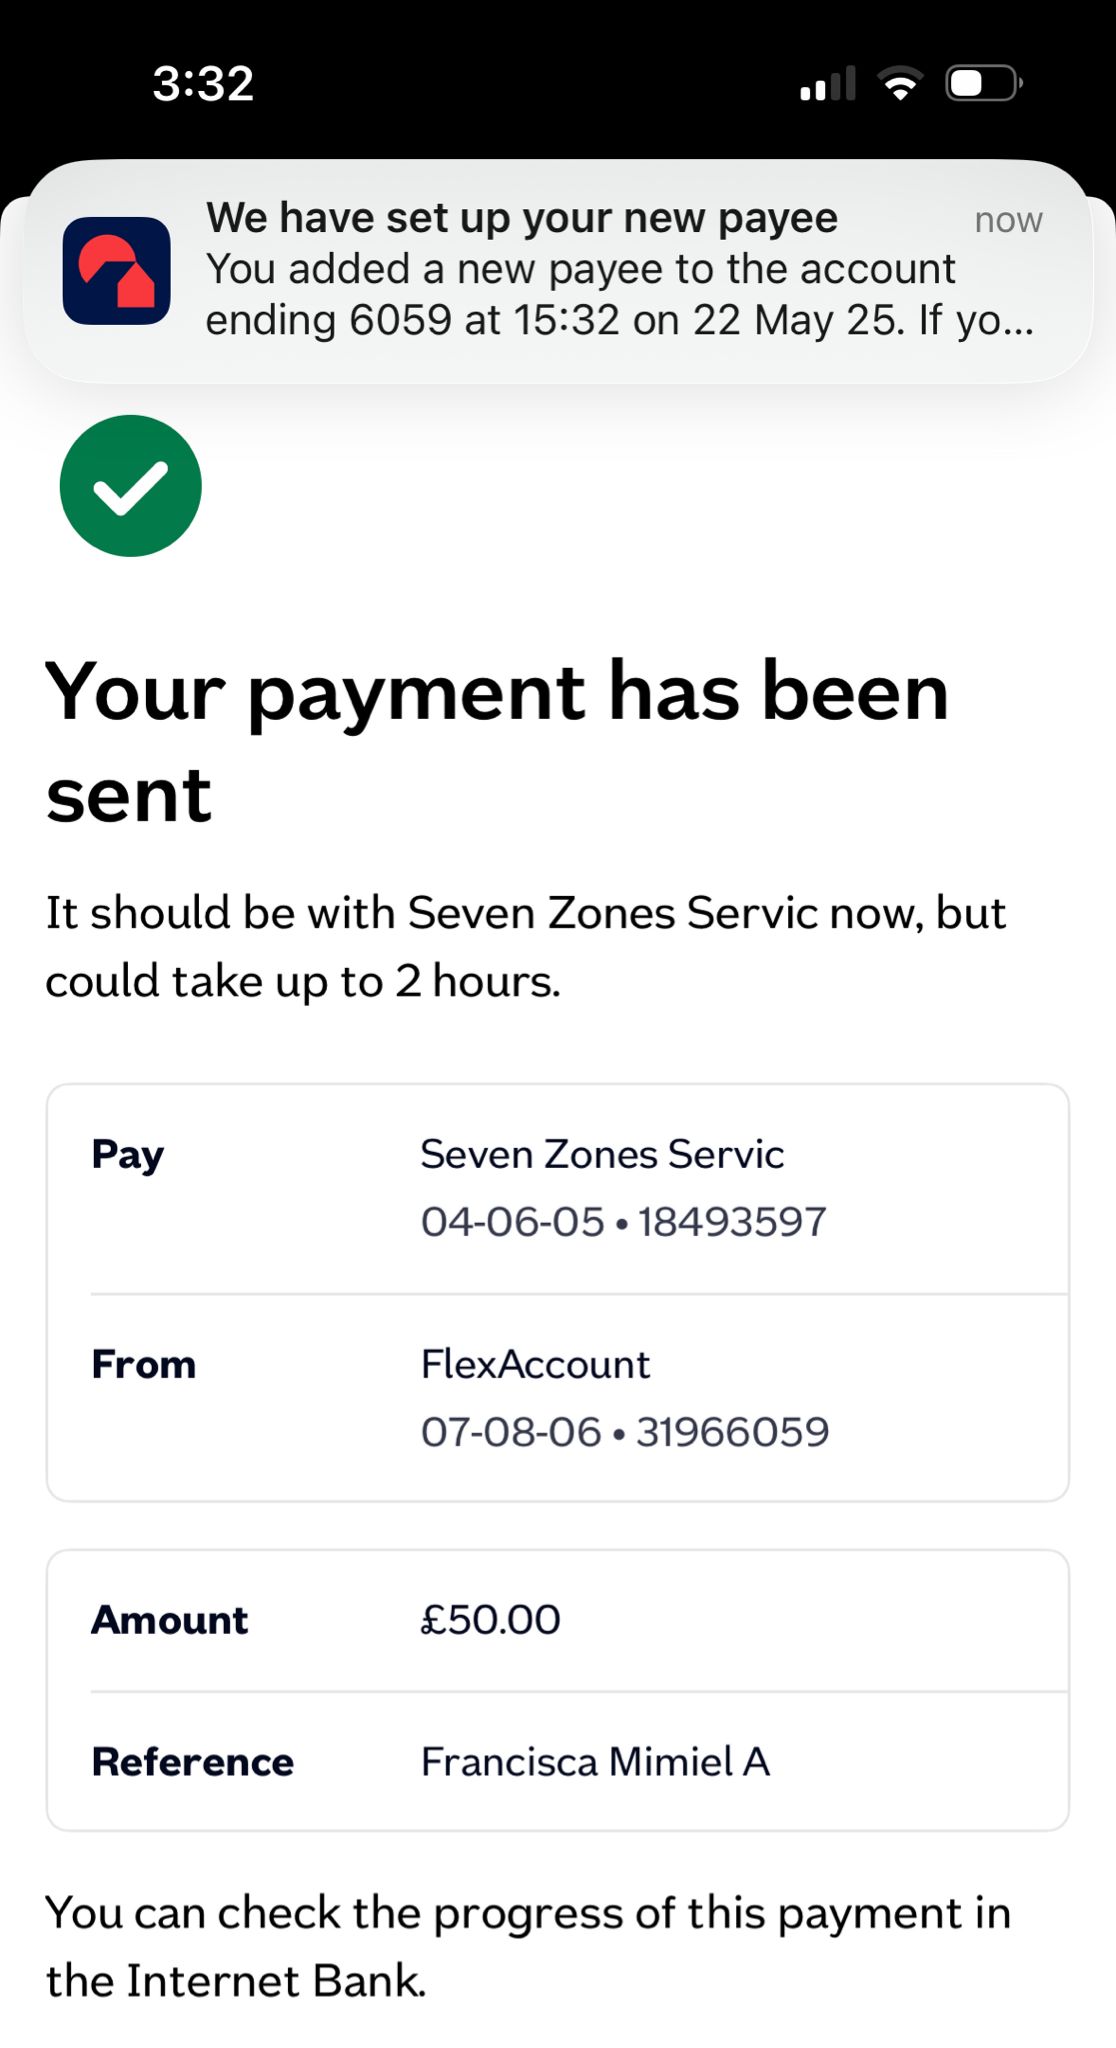 3:32
We have set up your new payee now
You added a new payee to the account
ending 6059 at 15:32 on 22 May 25. If yo...
Your payment has been
sent
It should be with Seven Zones Servic now, but
could take up to 2 hours.
Pay Seven Zones Servic
04-06-05 • 18493597
From FlexAccount
07-08-06 • 31966059
Amount £50.00
Reference Francisca Mimiel A
You can check the progress of this payment in
the Internet Bank.